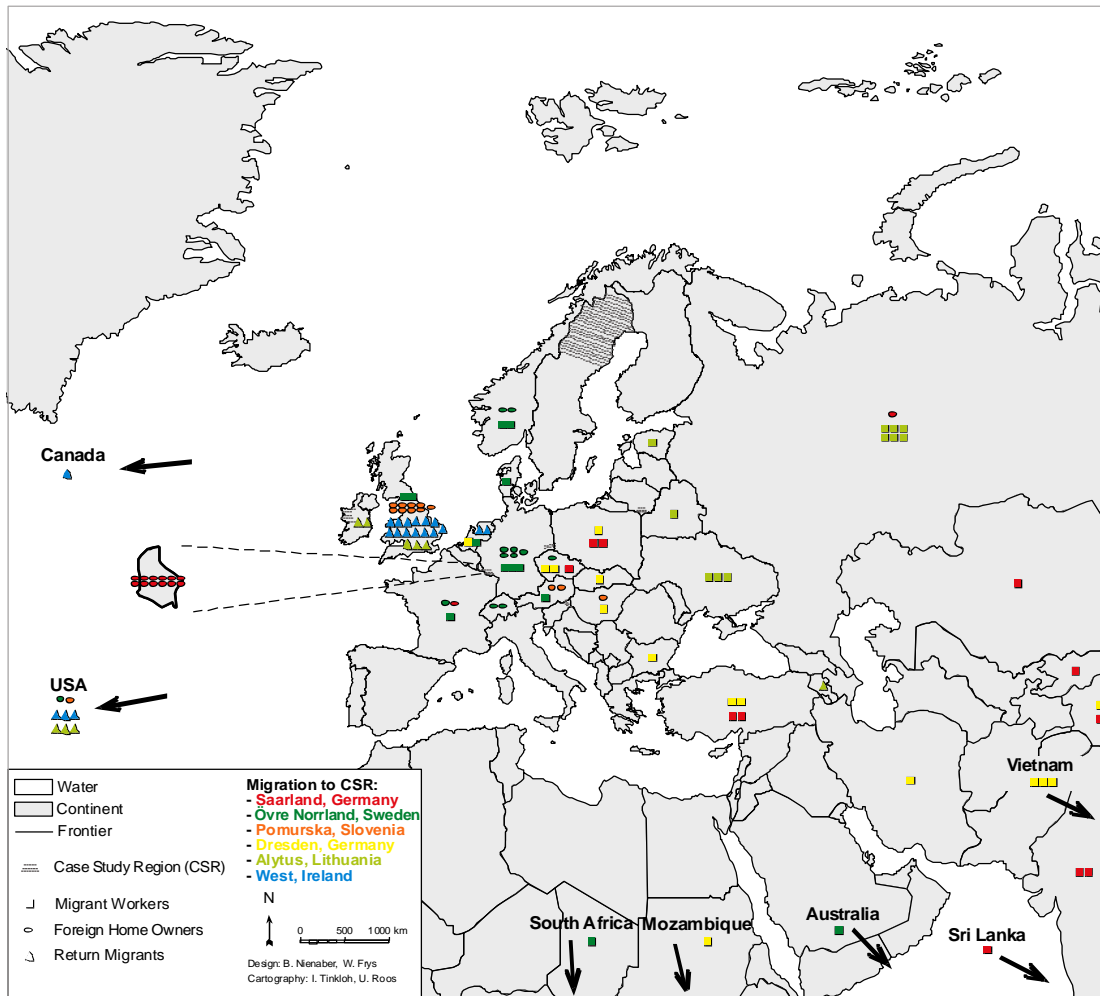 Canada
USA
Vietnam
South Africa
Mozambique
Australia
Sri Lanka
Water
Continent
Frontier
Case Study Region (CSR)
Migrant Workers
Foreign Home Owners
Return Migrants
Migration to CSR:
- Saarland, Germany
- Övre Norrland, Sweden
- Pomurska, Slovenia
- Dresden, Germany
- Alytus, Lithuania
- West, Ireland
N
0 500 1000 km
Design: B. Nienaber, W. Frys
Cartography: I. Tinkloh, U. Roos